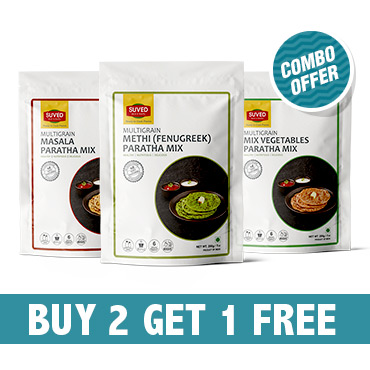 COMBO
OFFER
SUVED
MULTIGRAIN
MASALA
PARATHA MIX
SUVED
MULTIGRAIN
METHI (FENUGREEK)
PARATHA MIX
SUVED
MULTIGRAIN
MIX VEGETABLES
PARATHA MIX
BUY 2 GET 1 FREE